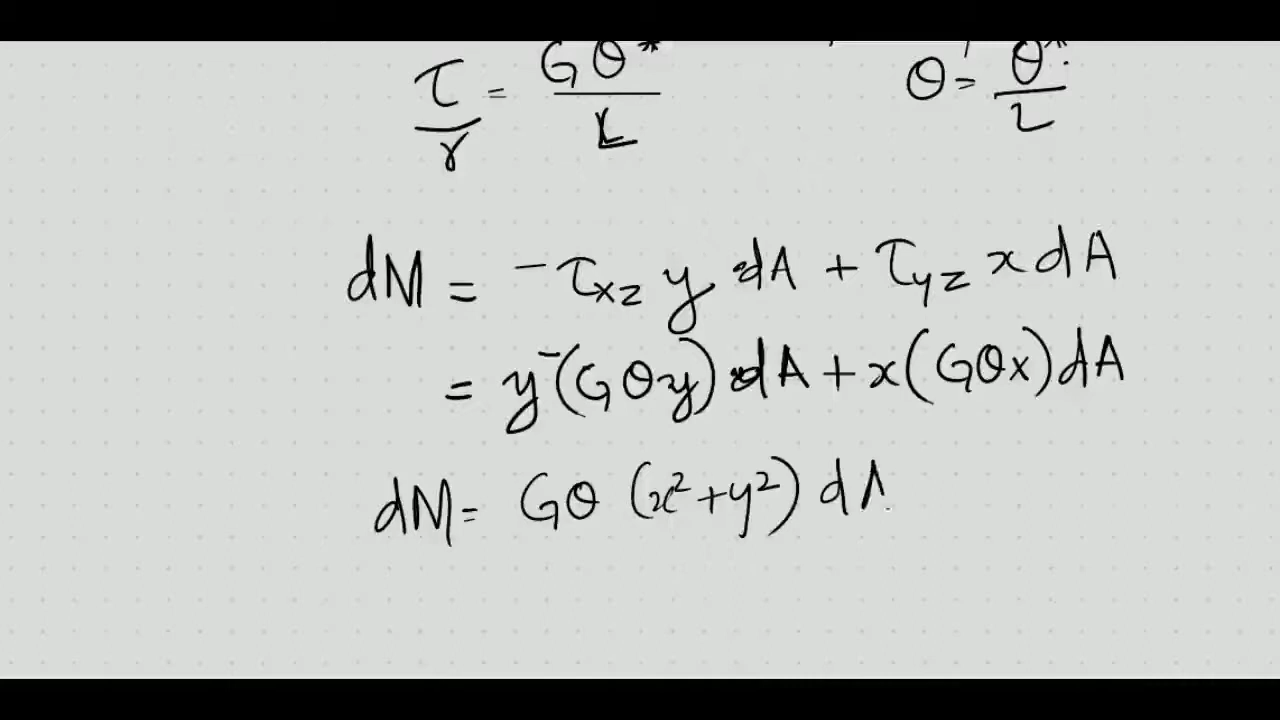 τ/r = Gθ*/L θ = θ*/L
dM = -τxz y dA + τyz x dA
= y-(Gθy) dA + x(Gθx) dA
dM = Gθ (x²+y²) dA